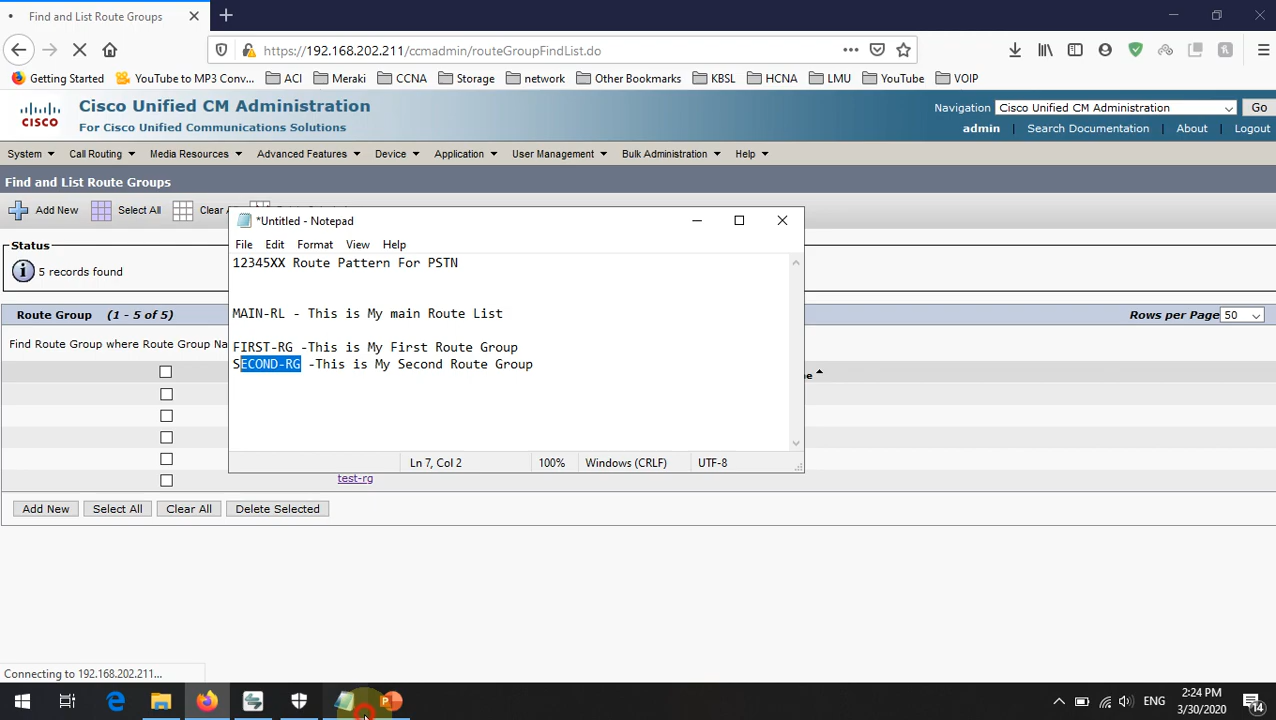 Find and List Route Groups
https://192.168.202.211/ccmadmin/routeGroupFindList.do
Getting Started YouTube to MP3 Conv... ACI Meraki CCNA Storage network Other Bookmarks KBSL HCNA LMU YouTube VOIP
CISCO
Cisco Unified CM Administration
For Cisco Unified Communications Solutions
Navigation Cisco Unified CM Administration Go
admin Search Documentation About Logout
System Call Routing Media Resources Advanced Features Device Application User Management Bulk Administration Help
Find and List Route Groups
Add New Select All Clear
Status
5 records found
Route Group (1 - 5 of 5) Rows per Page 50
Find Route Group where Route Group Na
*Untitled - Notepad
File Edit Format View Help
12345XX Route Pattern For PSTN
MAIN-RL - This is My main Route List
FIRST-RG -This is My First Route Group
SECOND-RG -This is My Second Route Group
Ln 7, Col 2 100% Windows (CRLF) UTF-8
test-rg
Add New Select All Clear All Delete Selected
Connecting to 192.168.202.211...
ENG
2:24 PM
3/30/2020
14